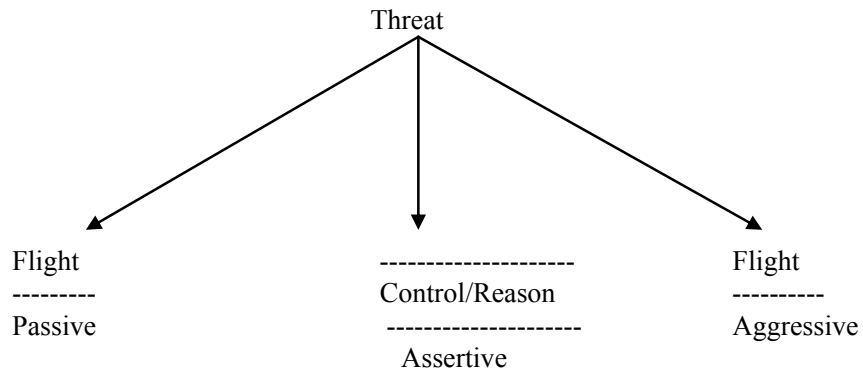 Threat
Flight
---------
Passive
---------------------
Control/Reason
---------------------
Assertive
Flight
----------
Aggressive